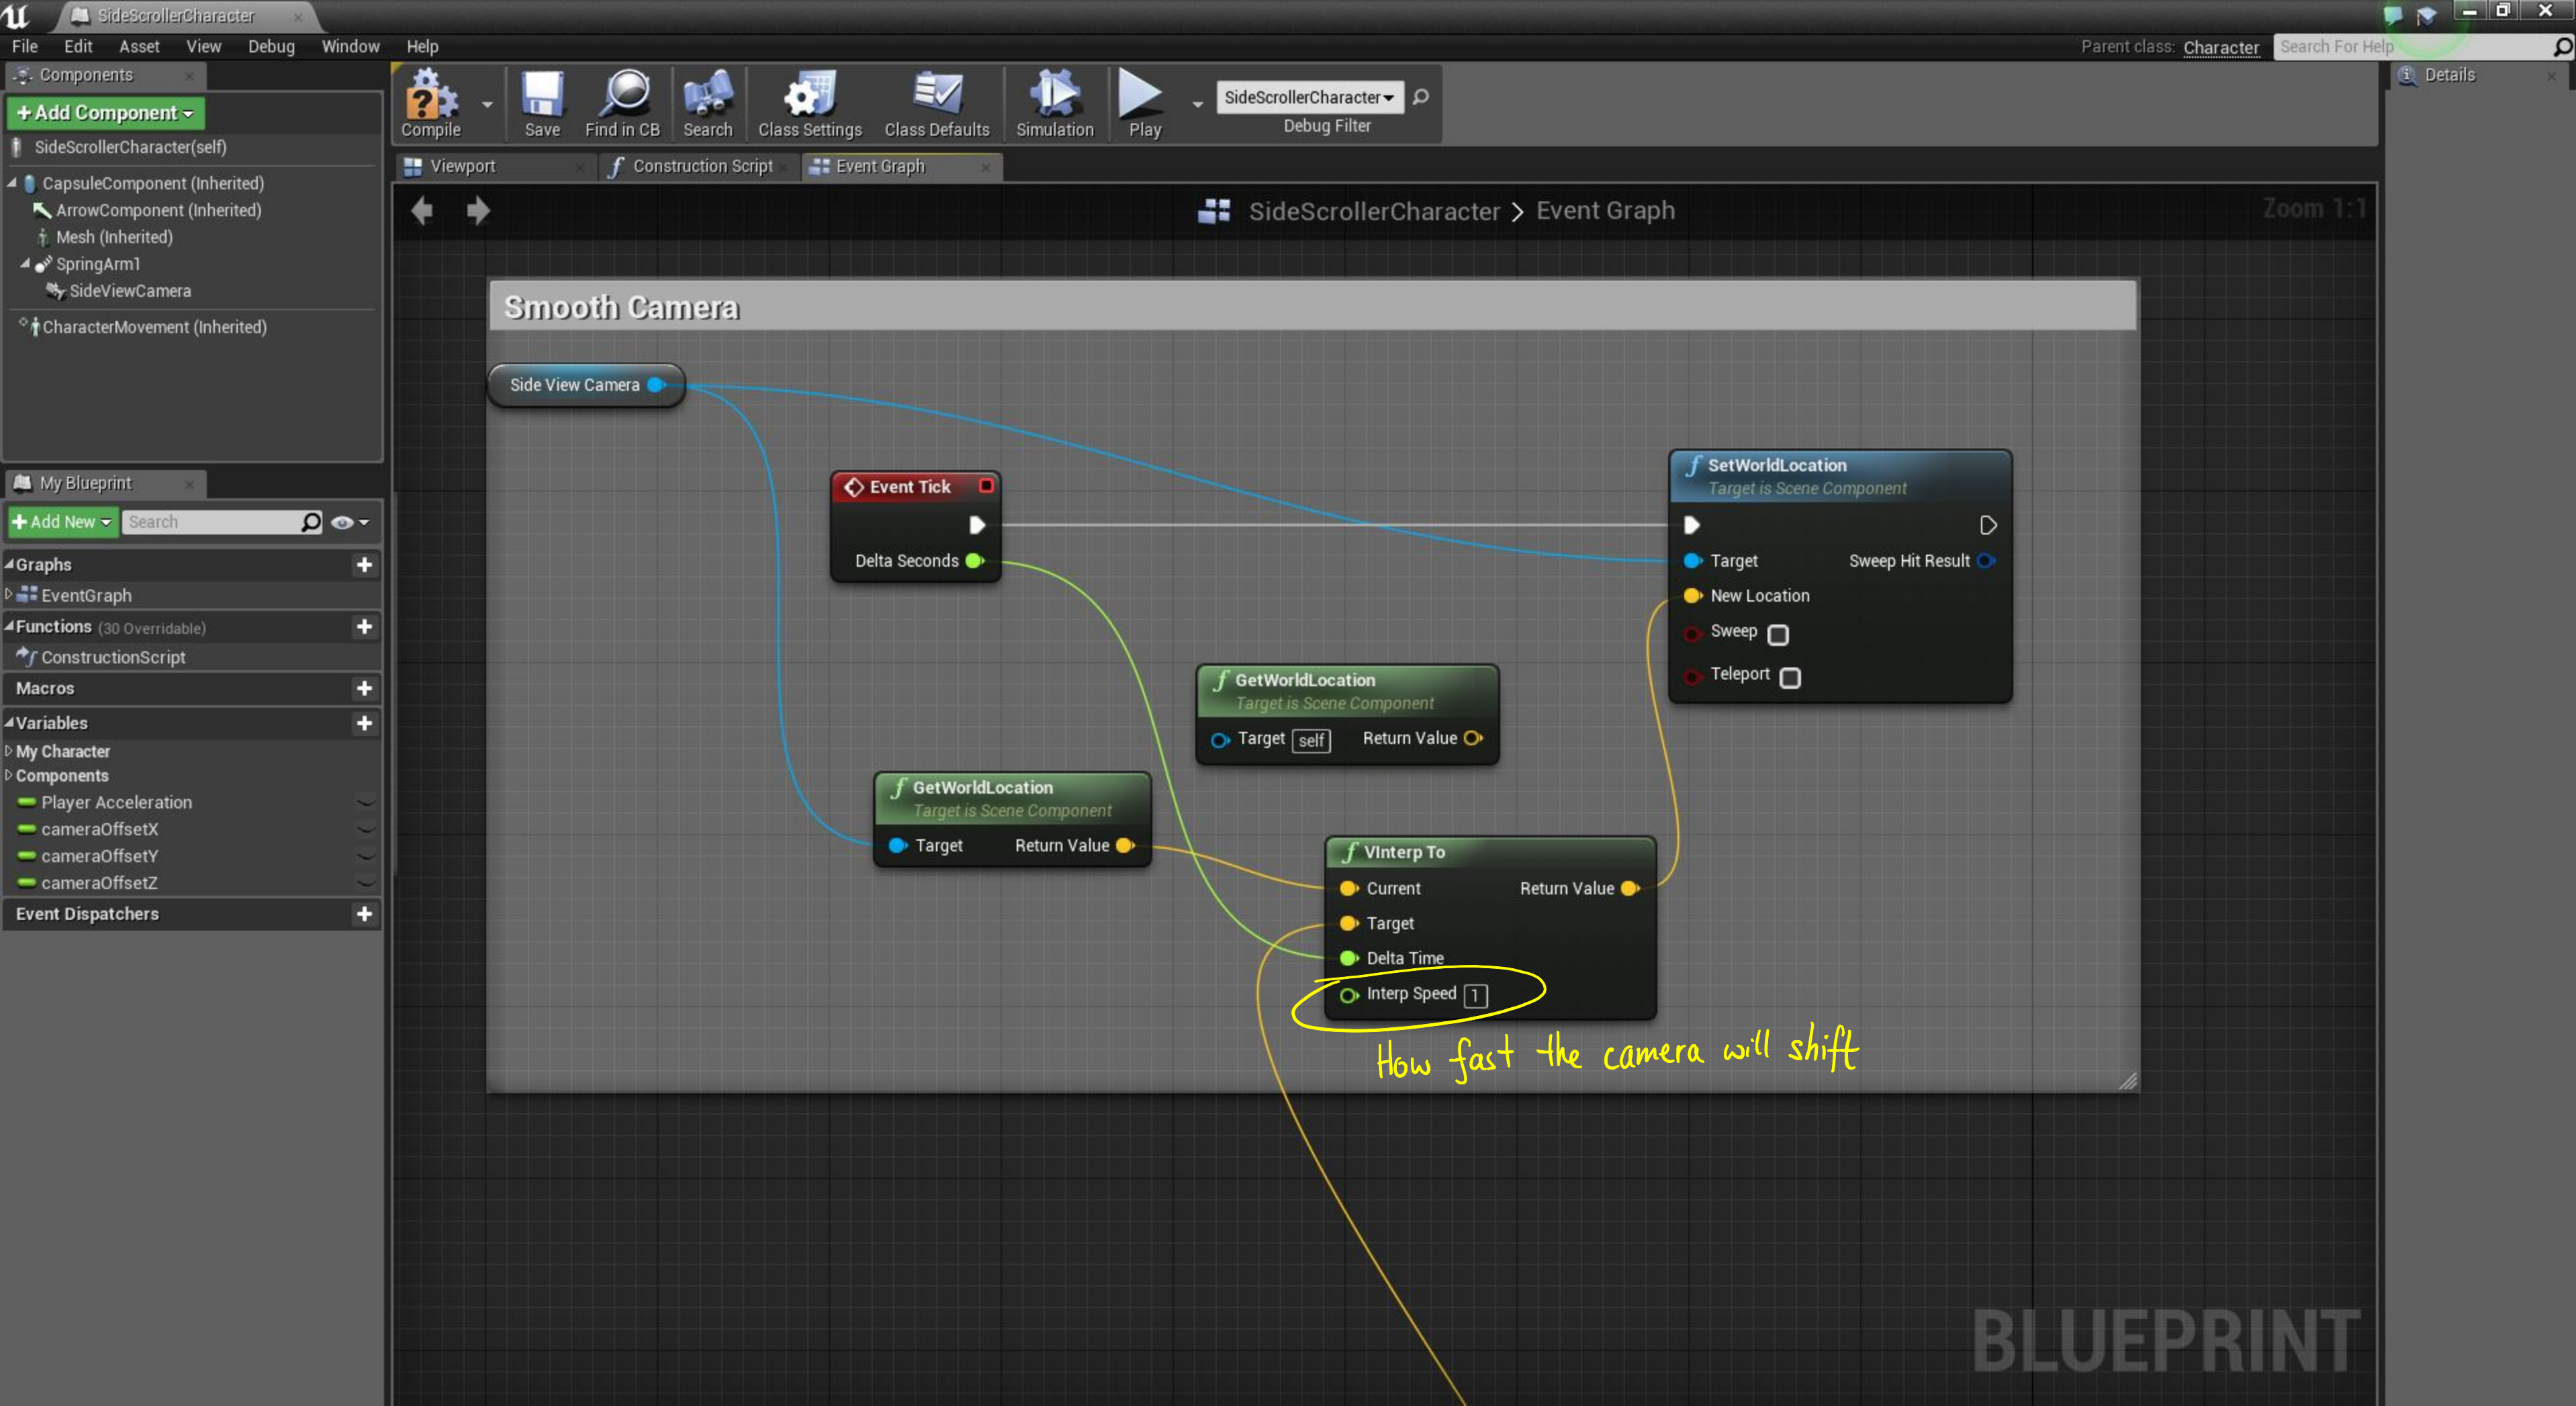 SideScrollerCharacter
File Edit Asset View Debug Window Help
Parent class: Character Search For Help
Components
+Add Component
SideScrollerCharacter(self)
CapsuleComponent (Inherited)
ArrowComponent (Inherited)
Mesh (Inherited)
SpringArm1
SideViewCamera
CharacterMovement (Inherited)
My Blueprint
+Add New Search
Graphs
EventGraph
Functions (30 Overridable)
ConstructionScript
Macros
Variables
My Character
Components
Player Acceleration
cameraOffsetX
cameraOffsetY
cameraOffsetZ
Event Dispatchers
Compile Save Find in CB Search Class Settings Class Defaults Simulation Play
SideScrollerCharacter
Debug Filter
Viewport Construction Script Event Graph
SideScrollerCharacter > Event Graph
Zoom 1:1
Smooth Camera
Side View Camera
Event Tick
Delta Seconds
SetWorldLocation
Target is Scene Component
Target Sweep Hit Result
New Location
Sweep
Teleport
GetWorldLocation
Target is Scene Component
Target self Return Value
GetWorldLocation
Target is Scene Component
Target Return Value
VInterp To
Current Return Value
Target
Delta Time
Interp Speed 1
How fast the camera will shift
BLUEPRINT
Details